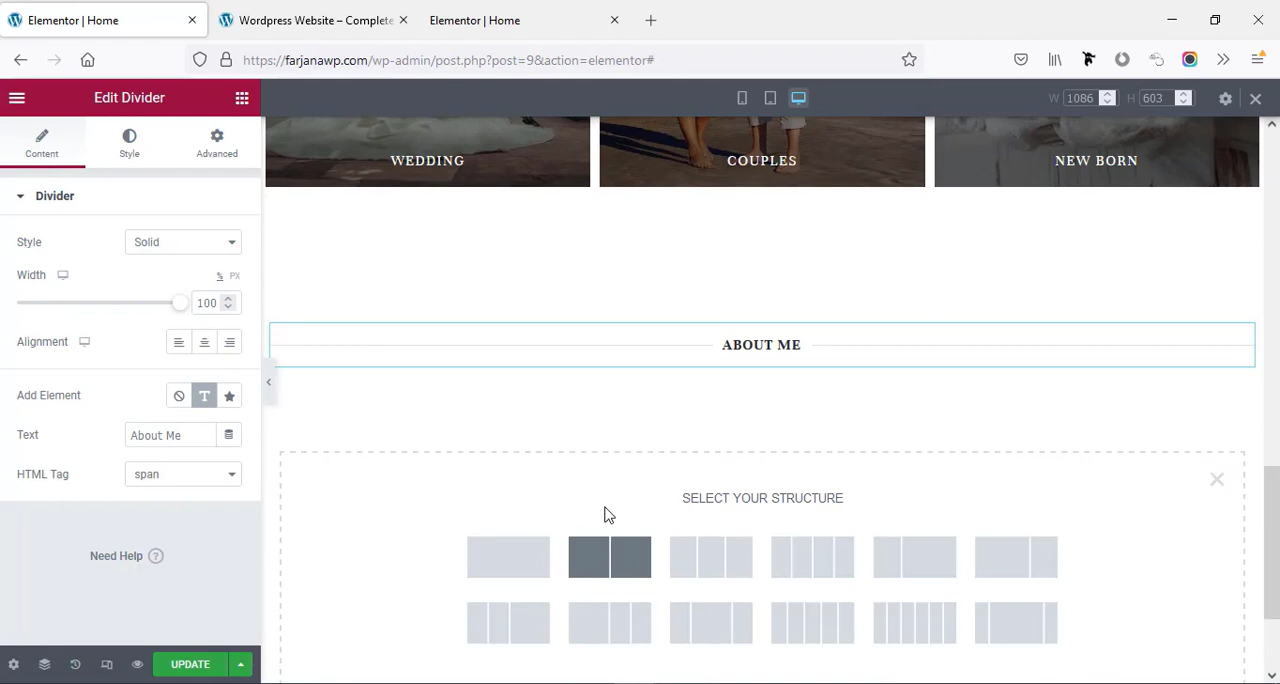 Elementor | Home
Wordpress Website – Complete
Elementor | Home
https://farjanawp.com/wp-admin/post.php?post=9&action=elementor#
Edit Divider
W 1086 H 603
Content
Style
Advanced
WEDDING
COUPLES
NEW BORN
Divider
Style
Solid
Width
% PX
100
Alignment
ABOUT ME
Add Element
T
Text
About Me
HTML Tag
span
SELECT YOUR STRUCTURE
Need Help ?
UPDATE